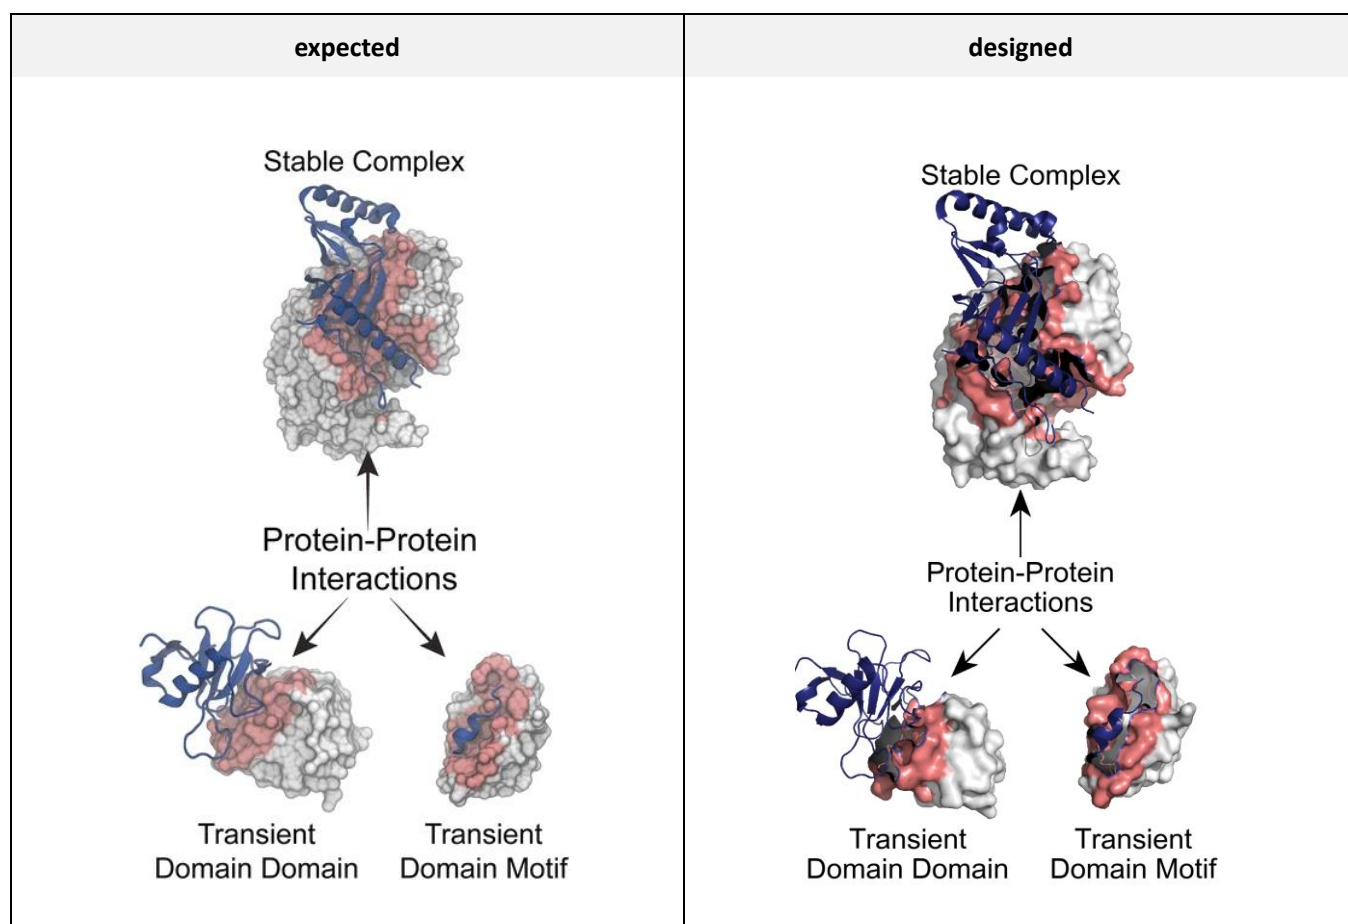 expected
designed
Stable Complex
Protein-Protein
Interactions
Transient
Domain Domain
Transient
Domain Motif
Stable Complex
Protein-Protein
Interactions
Transient
Domain Domain
Transient
Domain Motif